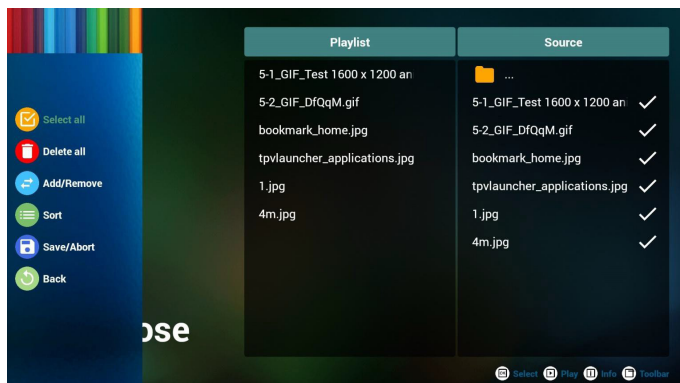 Select all
Delete all
Add/Remove
Sort
Save/Abort
Back
ose
Playlist
5-1_GIF_Test 1600 x 1200 an
5-2_GIF_DfQqM.gif
bookmark_home.jpg
tpvlauncher_applications.jpg
1.jpg
4m.jpg
Source
...
5-1_GIF_Test 1600 x 1200 an
5-2_GIF_DfQqM.gif
bookmark_home.jpg
tpvlauncher_applications.jpg
1.jpg
4m.jpg
Select Play Info Toolbar